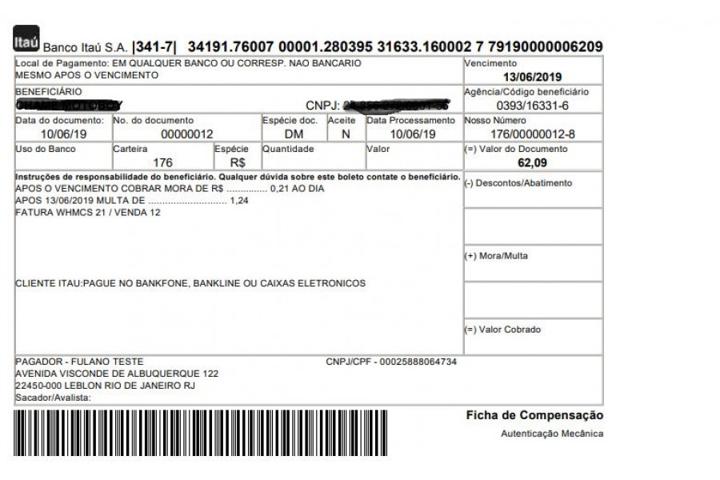 Itaú Banco Itaú S.A. |341-7| 34191.76007 00001.280395 31633.160002 7 79190000006209
Local de Pagamento: EM QUALQUER BANCO OU CORRESP. NAO BANCARIO
MESMO APOS O VENCIMENTO
Vencimento
13/06/2019
BENEFICIÁRIO
CNPJ:
Agência/Código beneficiário
0393/16331-6
Data do documento: No. do documento Espécie doc. Aceite Data Processamento Nosso Número
10/06/19 00000012 DM N 10/06/19 176/00000012-8
Uso do Banco Carteira Espécie Quantidade Valor (=) Valor do Documento
176 R$ 62,09
Instruções de responsabilidade do beneficiário. Qualquer dúvida sobre este boleto contate o beneficiário.
APOS O VENCIMENTO COBRAR MORA DE R$ ............... 0,21 AO DIA
APOS 13/06/2019 MULTA DE ............................ 1,24
FATURA WHMCS 21 / VENDA 12
CLIENTE ITAU:PAGUE NO BANKFONE, BANKLINE OU CAIXAS ELETRONICOS
(-) Descontos/Abatimento
(+) Mora/Multa
(=) Valor Cobrado
PAGADOR - FULANO TESTE CNPJ/CPF - 00025888064734
AVENIDA VISCONDE DE ALBUQUERQUE 122
22450-000 LEBLON RIO DE JANEIRO RJ
Sacador/Avalista:
Ficha de Compensação
Autenticação Mecânica